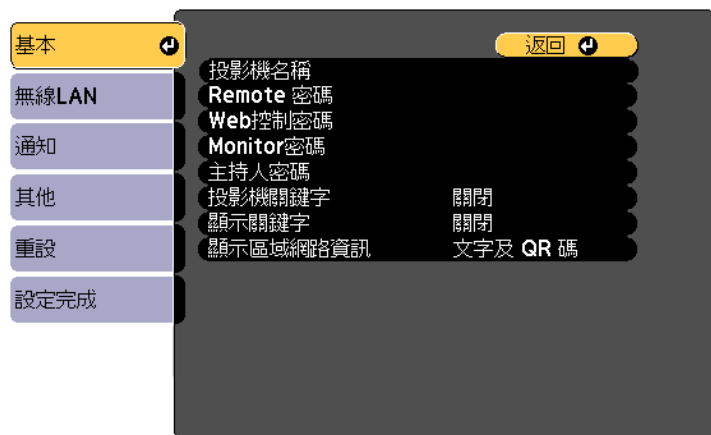 基本
無線LAN
通知
其他
重設
設定完成
返回
投影機名稱
Remote 密碼
Web控制密碼
Monitor密碼
主持人密碼
投影機關鍵字 關閉
顯示關鍵字 關閉
顯示區域網路資訊 文字及 QR 碼